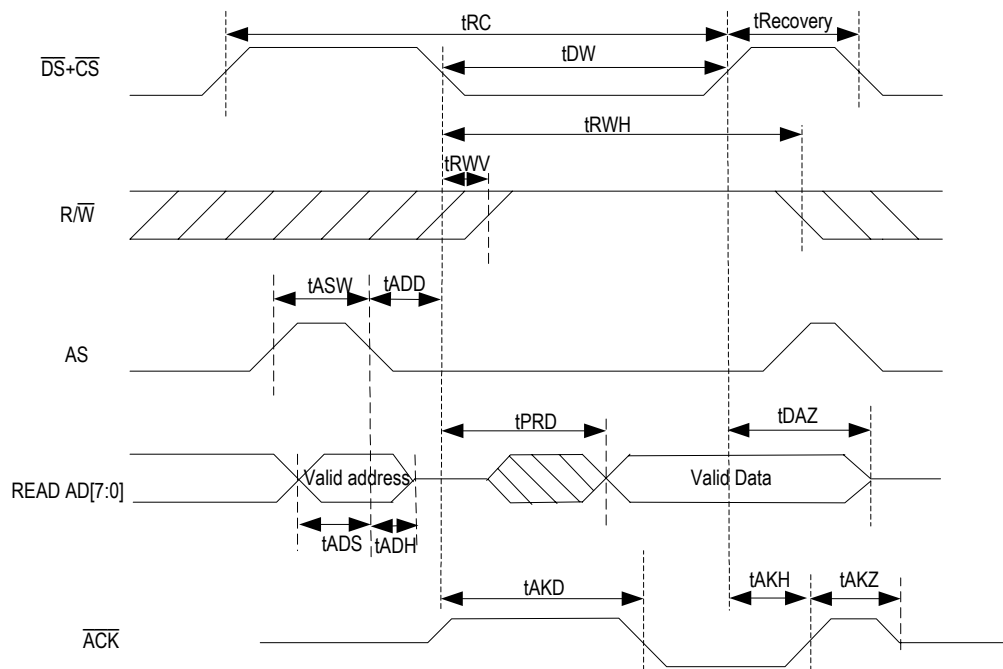 tRC
tRecovery
DS+CS
tDW
tRWH
tRWV
R/W
tASW
tADD
AS
tPRD
tDAZ
READ AD[7:0]
Valid address
Valid Data
tADS
tADH
tAKD
tAKH
tAKZ
ACK